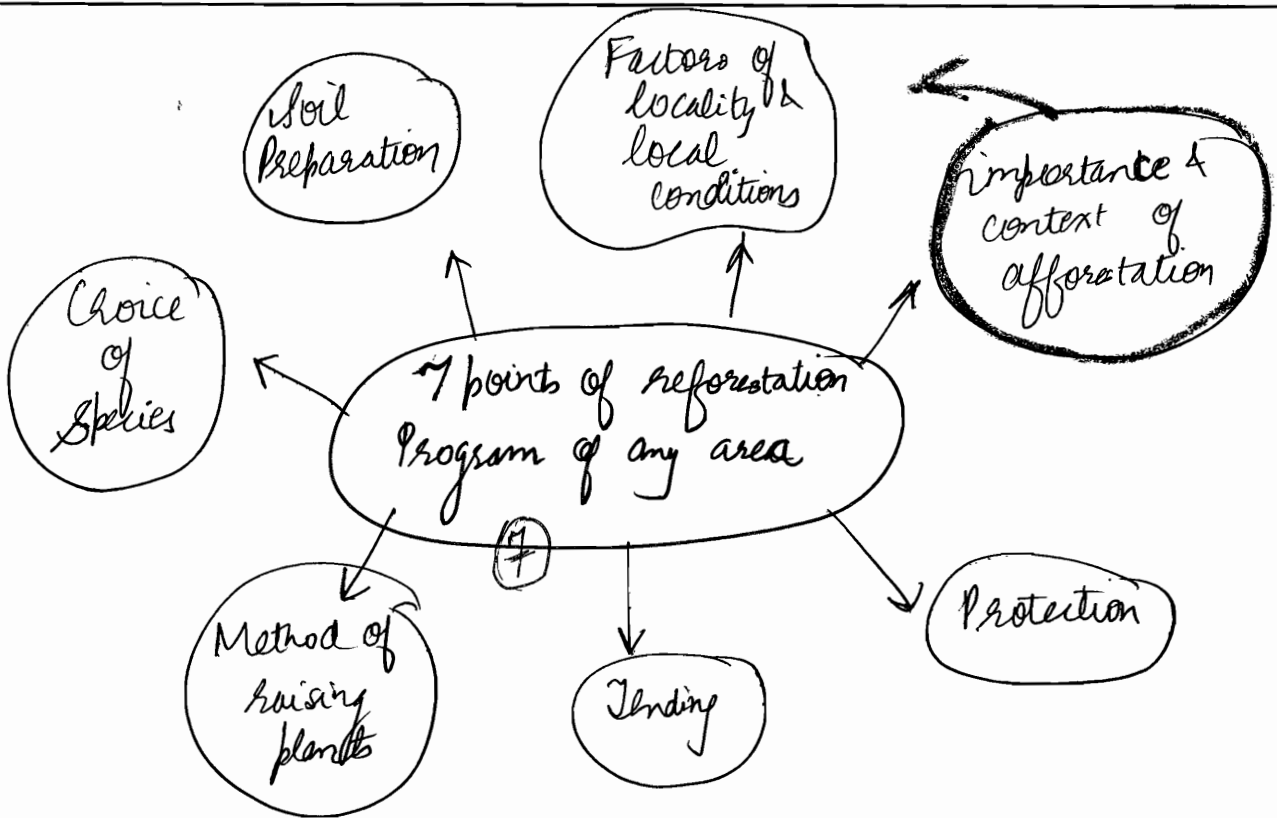 Soil
Preparation
Factors of
locality &
local
conditions
importance &
context of
afforestation
Choice
of
Species
7 points of reforestation
Program of any area
7
Method of
raising
plants
Tending
Protection